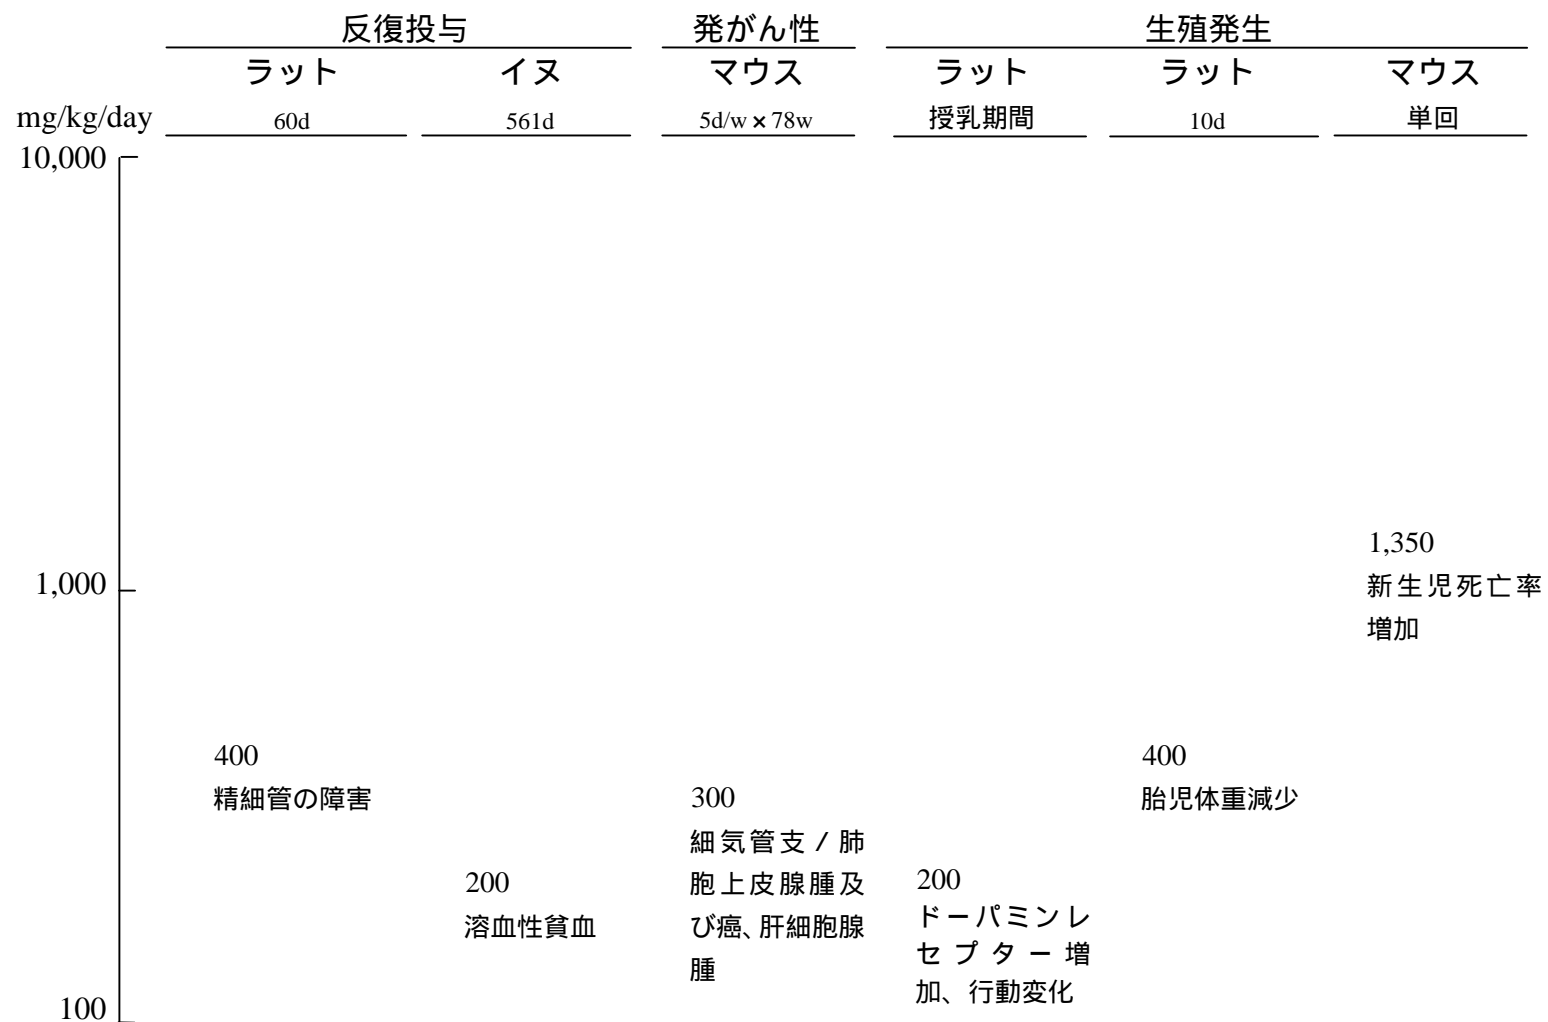 反復投与 発がん性 生殖発生
ラット イヌ マウス ラット ラット マウス
mg/kg/day 60d 561d 5d/w × 78w 授乳期間 10d 単回
10,000
1,350
1,000
新生児死亡率
増加
400
精細管の障害
300
細気管支/肺
胞上皮腺腫及
び癌、肝細胞腺
腫
400
胎児体重減少
200
溶血性貧血
200
ドーパミンレ
セプター増
加、行動変化
100